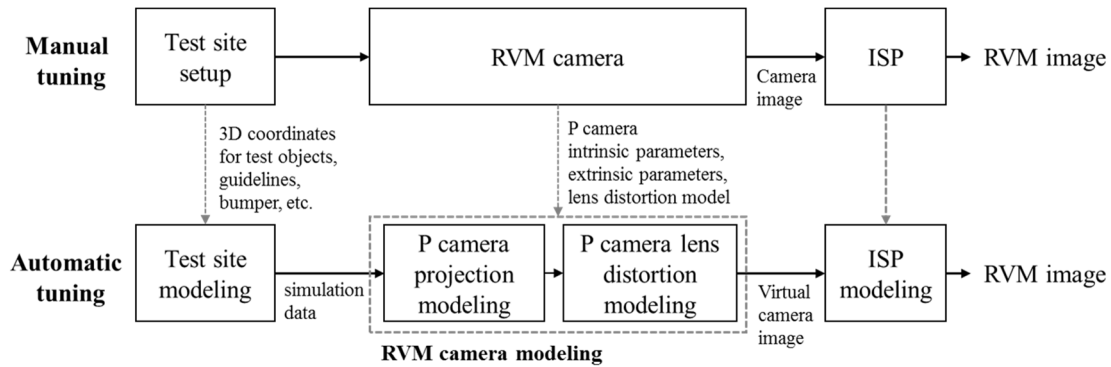 Manual
tuning
Test site
setup
RVM camera
Camera
image
ISP
RVM image
3D coordinates
for test objects,
guidelines,
bumper, etc.
P camera
intrinsic parameters,
extrinsic parameters,
lens distortion model
Automatic
tuning
Test site
modeling
simulation
data
P camera
projection
modeling
P camera lens
distortion
modeling
Virtual
camera
image
ISP
modeling
RVM image
RVM camera modeling